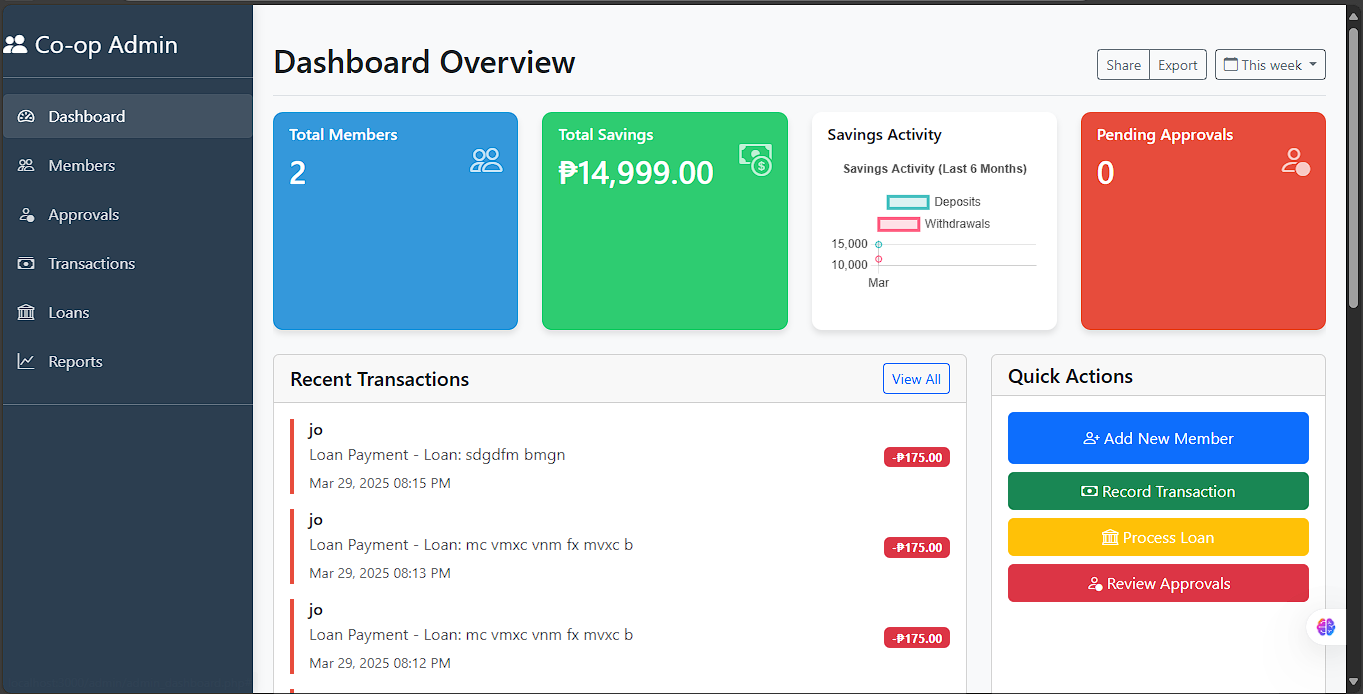 Co-op Admin
Dashboard
Members
Approvals
Transactions
Loans
Reports
Dashboard Overview
Share
Export
This week
Total Members
2
Total Savings
₱14,999.00
Savings Activity
Savings Activity (Last 6 Months)
Deposits
Withdrawals
15,000
10,000
Mar
Pending Approvals
0
Recent Transactions
View All
jo
Loan Payment - Loan: sdgdfm bmgn
-₱175.00
Mar 29, 2025 08:15 PM
jo
Loan Payment - Loan: mc vmxc vnm fx mvxc b
-₱175.00
Mar 29, 2025 08:13 PM
jo
Loan Payment - Loan: mc vmxc vnm fx mvxc b
-₱175.00
Mar 29, 2025 08:12 PM
Quick Actions
Add New Member
Record Transaction
Process Loan
Review Approvals